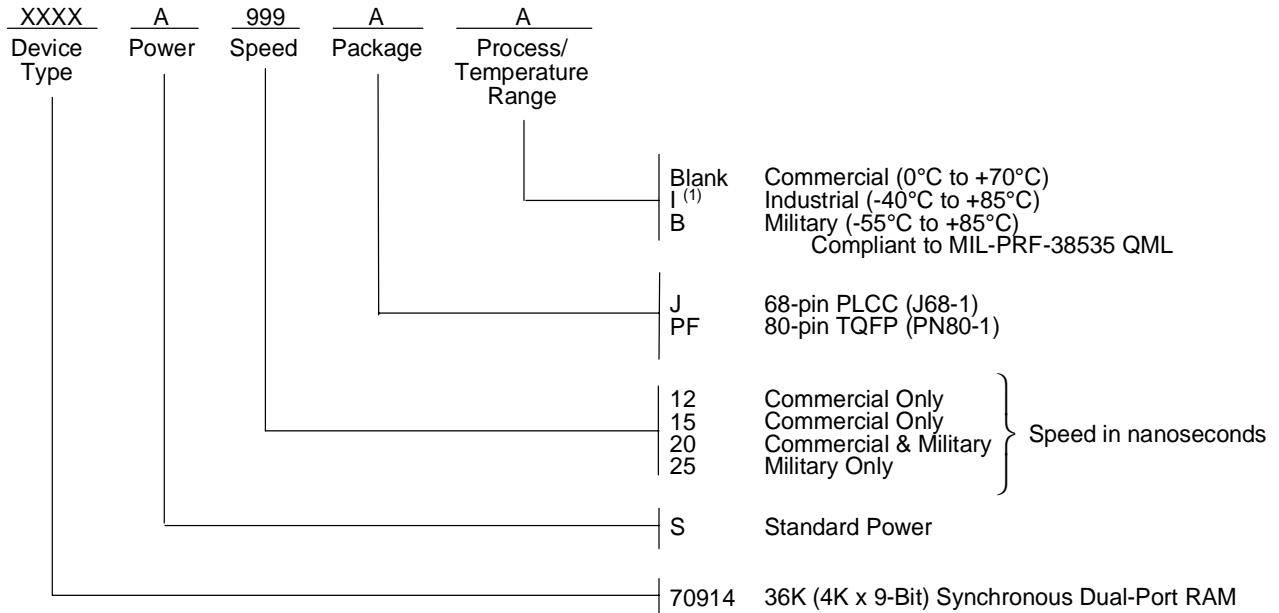 XXXX A 999 A A
Device Type Power Speed Package Process/ Temperature Range
Blank Commercial (0°C to +70°C)
I (1) Industrial (-40°C to +85°C)
B Military (-55°C to +85°C)
Compliant to MIL-PRF-38535 QML
J 68-pin PLCC (J68-1)
PF 80-pin TQFP (PN80-1)
12 Commercial Only
15 Commercial Only
20 Commercial & Military
25 Military Only
Speed in nanoseconds
S Standard Power
70914 36K (4K x 9-Bit) Synchronous Dual-Port RAM